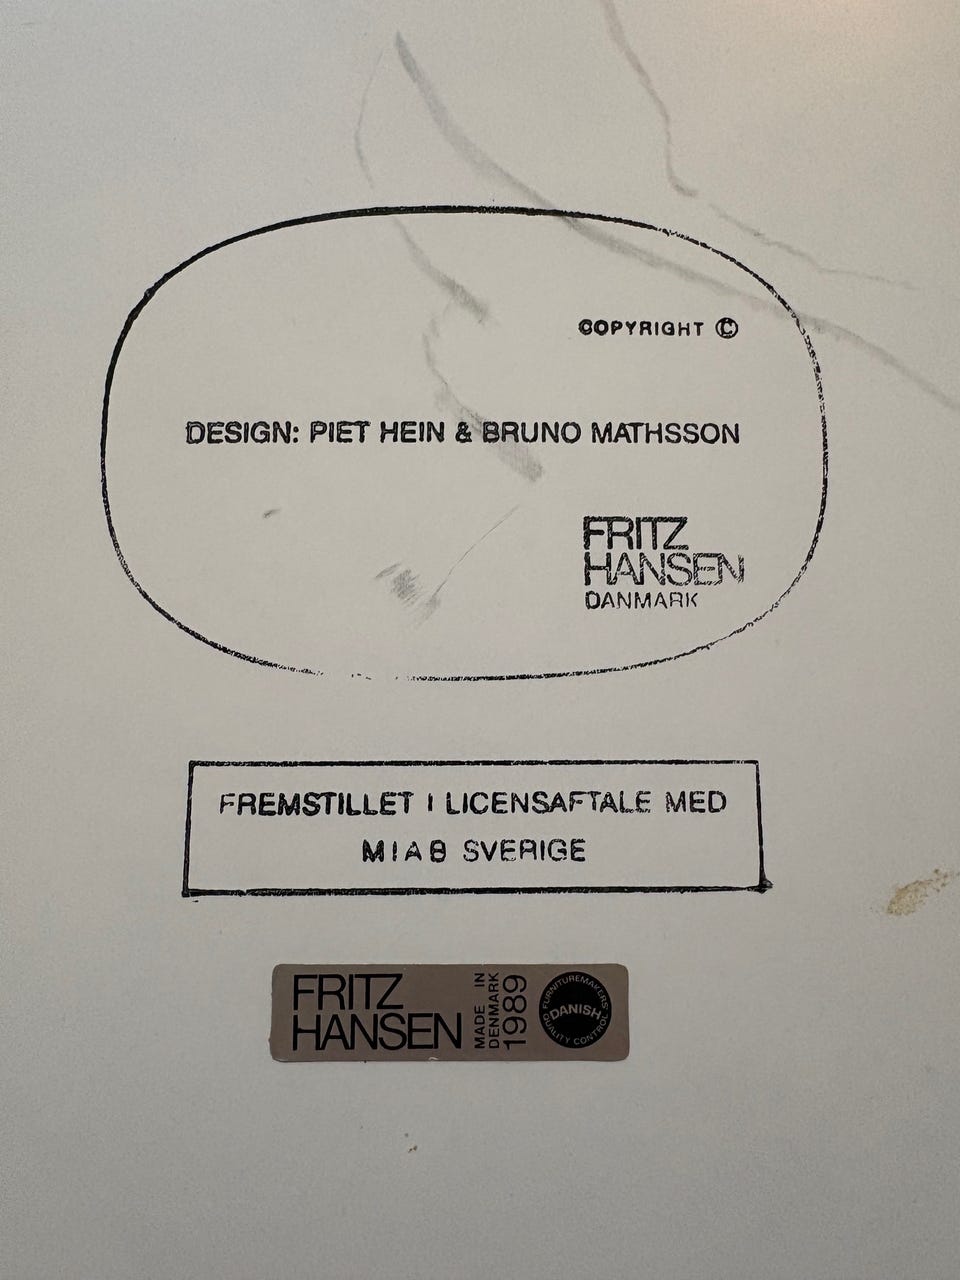 COPYRIGHT ©
DESIGN: PIET HEIN & BRUNO MATHSSON
FRITZ
HANSEN
DANMARK
FREMSTILLET I LICENSAFTALE MED
MIAB SVERIGE
FRITZ
HANSEN
MADE IN
DENMARK
1989
FURNITUREMAKERS'
DANISH
QUALITY CONTROL